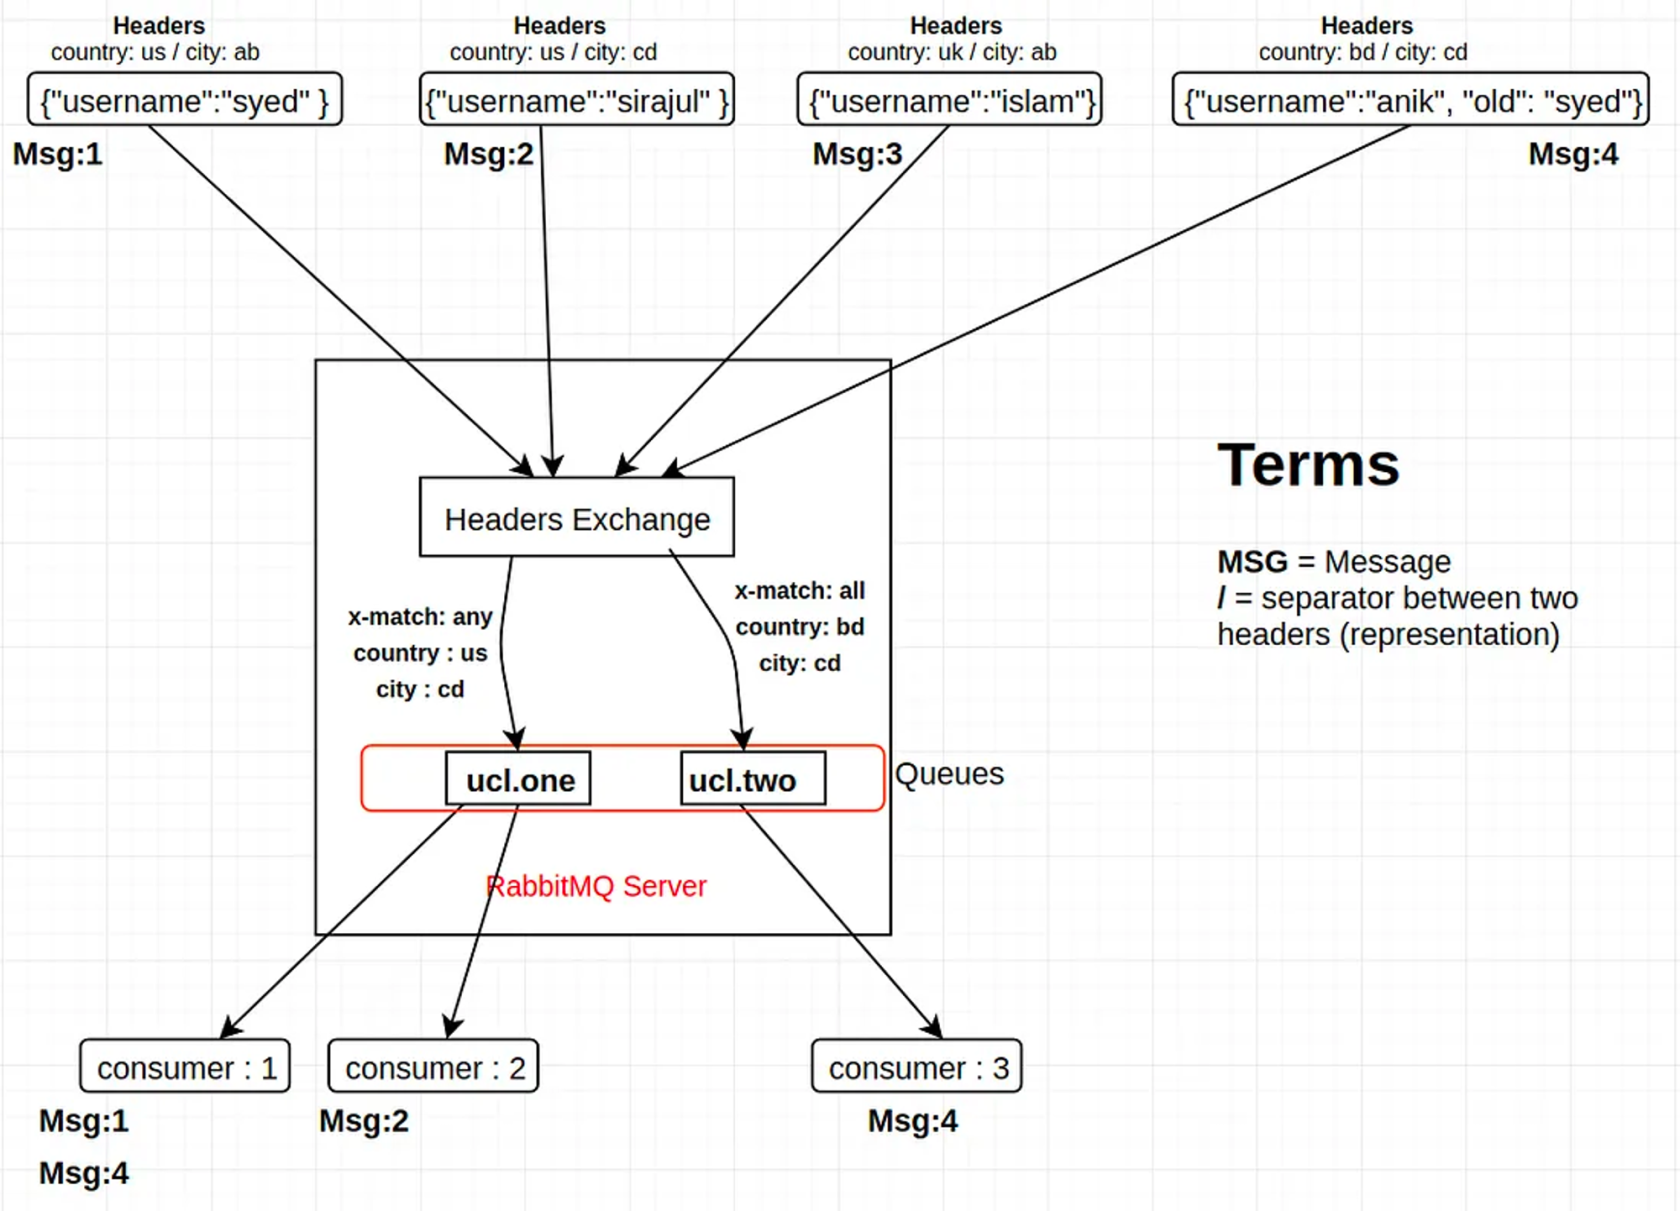 Headers
country: us / city: ab
{"username":"syed" }
Msg:1
Headers
country: us / city: cd
{"username":"sirajul" }
Msg:2
Headers
country: uk / city: ab
{"username":"islam"}
Msg:3
Headers
country: bd / city: cd
{"username":"anik", "old": "syed"}
Msg:4
Headers Exchange
x-match: any
country : us
city : cd
x-match: all
country: bd
city: cd
ucl.one
ucl.two
Queues
RabbitMQ Server
consumer : 1
Msg:1
Msg:4
consumer : 2
Msg:2
consumer : 3
Msg:4
Terms
MSG = Message
/ = separator between two
headers (representation)